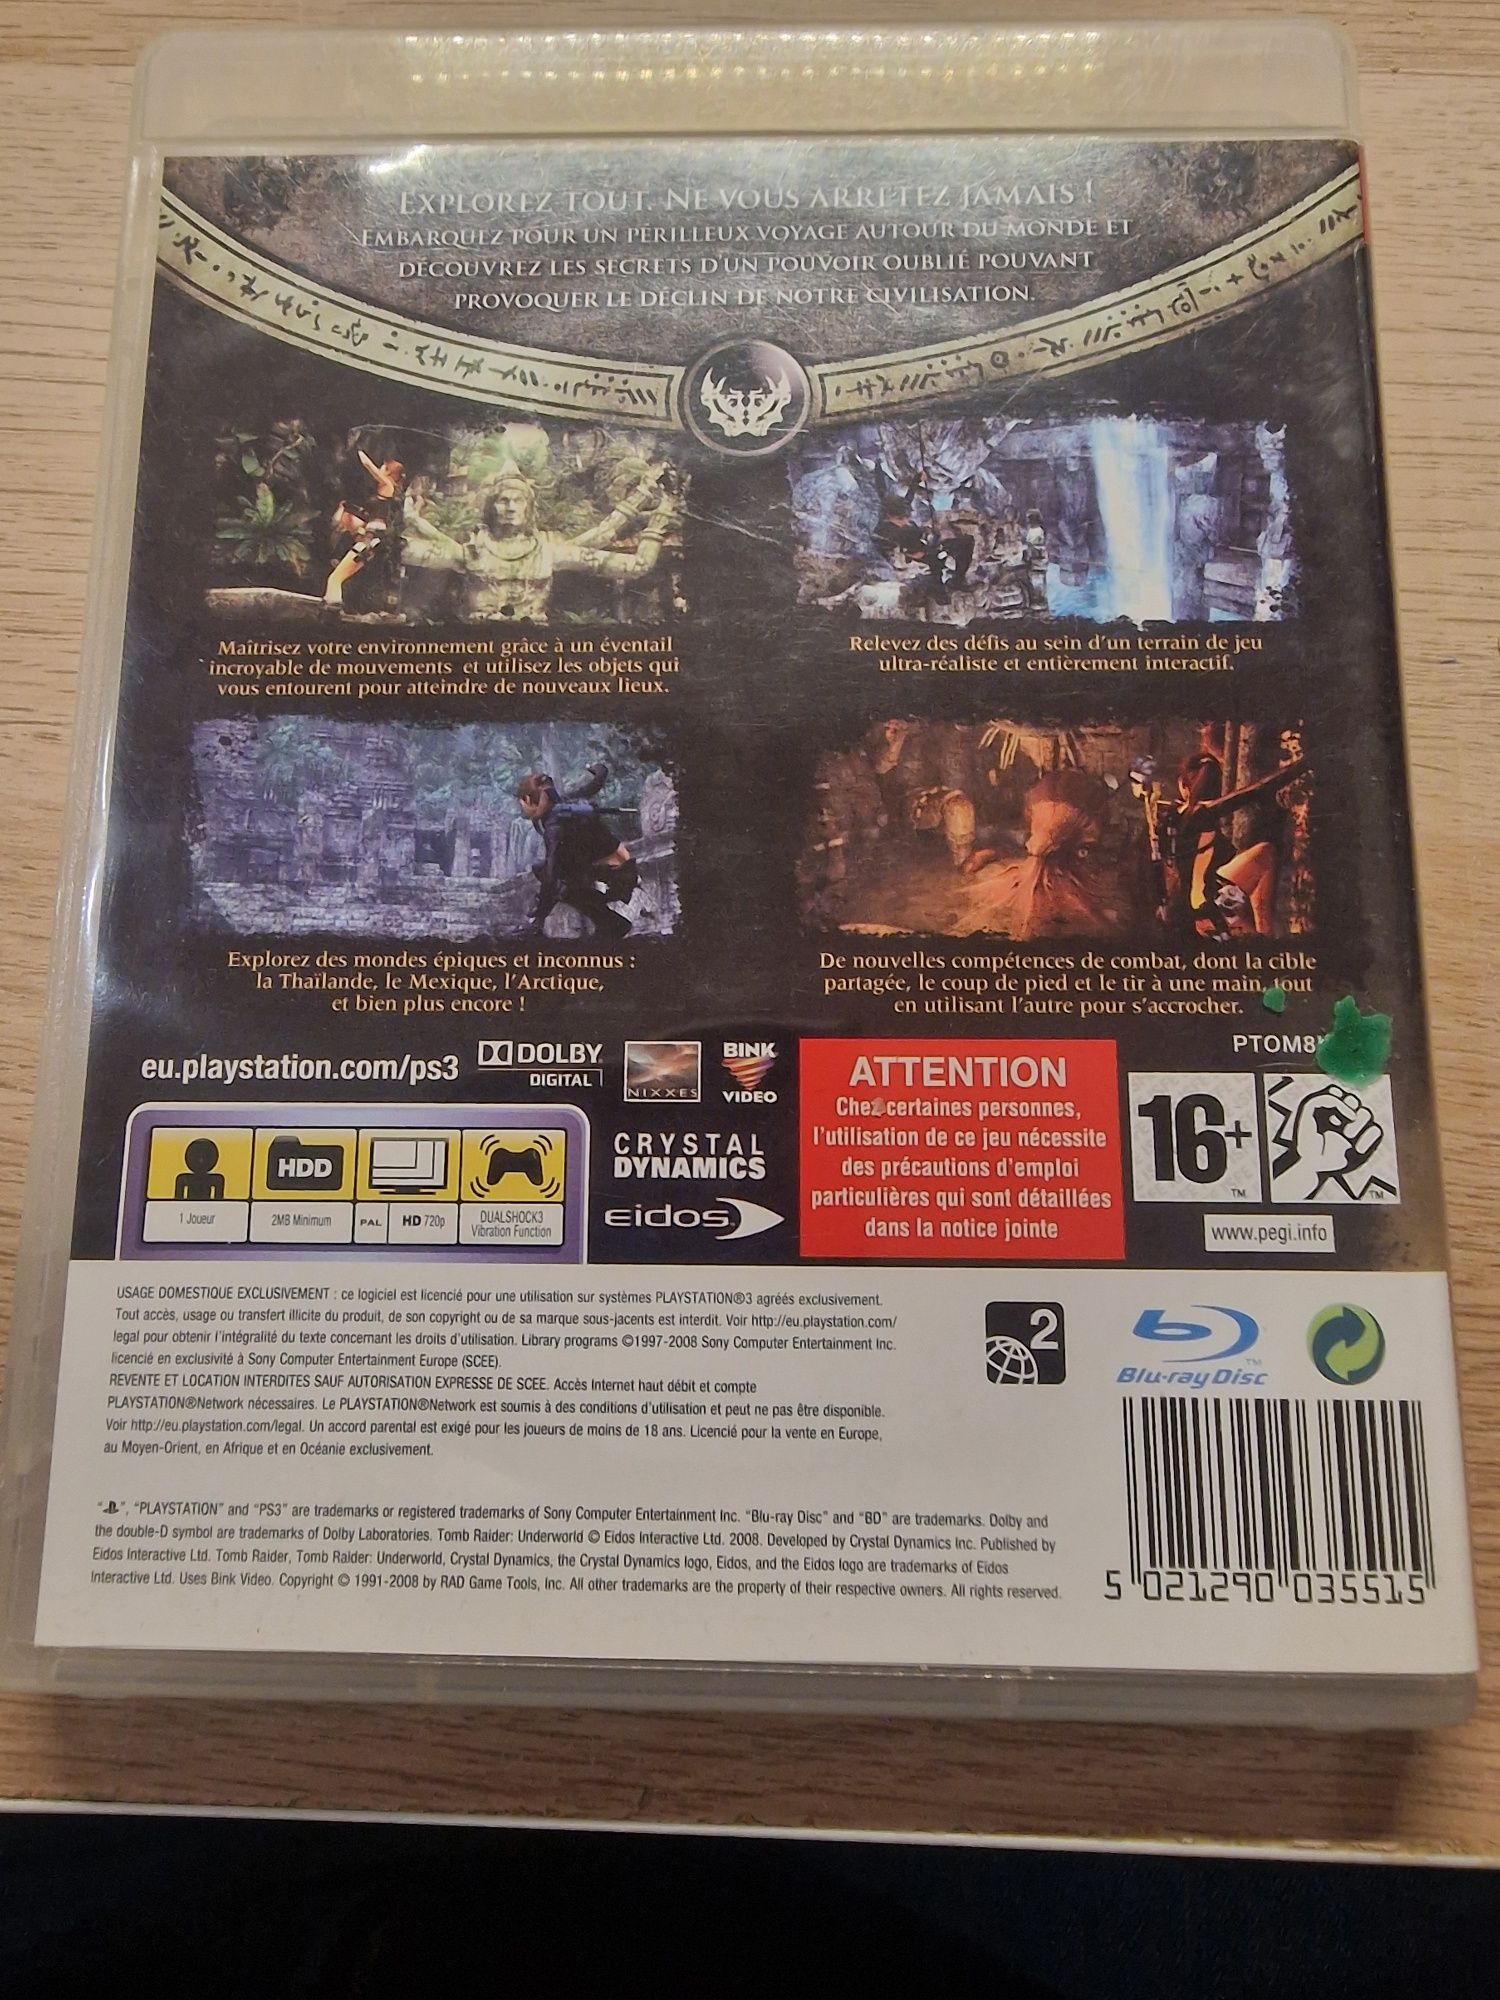 EXPLOREZ TOUT. NE VOUS ARRETEZ JAMAIS !
EMBARQUEZ POUR UN PÉRILLEUX VOYAGE AUTOUR DU MONDE ET
DÉCOUVREZ LES SECRETS D'UN POUVOIR OUBLIÉ POUVANT
PROVOQUER LE DÉCLIN DE NOTRE CIVILISATION.
Maîtrisez votre environnement grâce à un éventail
incroyable de mouvements et utilisez les objets qui
vous entourent pour atteindre de nouveaux lieux.
Relevez des défis au sein d'un terrain de jeu
ultra-réaliste et entièrement interactif.
Explorez des mondes épiques et inconnus :
la Thaïlande, le Mexique, l'Arctique,
et bien plus encore !
De nouvelles compétences de combat, dont la cible
partagée, le coup de pied et le tir à une main, tout
en utilisant l'autre pour s'accrocher.
eu.playstation.com/ps3
DOLBY
DIGITAL
NIXXES
BINK
VIDEO
CRYSTAL
DYNAMICS
eidos
ATTENTION
Chez certaines personnes,
l'utilisation de ce jeu nécessite
des précautions d'emploi
particulières qui sont détaillées
dans la notice jointe
PTOM8
16+
TM
TM
www.pegi.info
HDD
1 Joueur
2MB Minimum
PAL
HD 720p
DUALSHOCK3
Vibration Function
USAGE DOMESTIQUE EXCLUSIVEMENT : ce logiciel est licencié pour une utilisation sur systèmes PLAYSTATION®3 agréés exclusivement.
Tout accès, usage ou transfert illicite du produit, de son copyright ou de sa marque sous-jacents est interdit. Voir http://eu.playstation.com/
legal pour obtenir l'intégralité du texte concernant les droits d'utilisation. Library programs ©1997-2008 Sony Computer Entertainment Inc.
licencié en exclusivité à Sony Computer Entertainment Europe (SCEE).
REVENTE ET LOCATION INTERDITES SAUF AUTORISATION EXPRESSE DE SCEE. Accès Internet haut débit et compte
PLAYSTATION®Network nécessaires. Le PLAYSTATION®Network est soumis à des conditions d'utilisation et peut ne pas être disponible.
Voir http://eu.playstation.com/legal. Un accord parental est exigé pour les joueurs de moins de 18 ans. Licencié pour la vente en Europe,
au Moyen-Orient, en Afrique et en Océanie exclusivement.
2
Blu-ray Disc
TM
"", "PLAYSTATION" and "PS3" are trademarks or registered trademarks of Sony Computer Entertainment Inc. "Blu-ray Disc" and "BD" are trademarks. Dolby and
the double-D symbol are trademarks of Dolby Laboratories. Tomb Raider: Underworld © Eidos Interactive Ltd. 2008. Developed by Crystal Dynamics Inc. Published by
Eidos Interactive Ltd. Tomb Raider, Tomb Raider: Underworld, Crystal Dynamics, the Crystal Dynamics logo, Eidos, and the Eidos logo are trademarks of Eidos
Interactive Ltd. Uses Bink Video. Copyright © 1991-2008 by RAD Game Tools, Inc. All other trademarks are the property of their respective owners. All rights reserved.
5 021290 035515